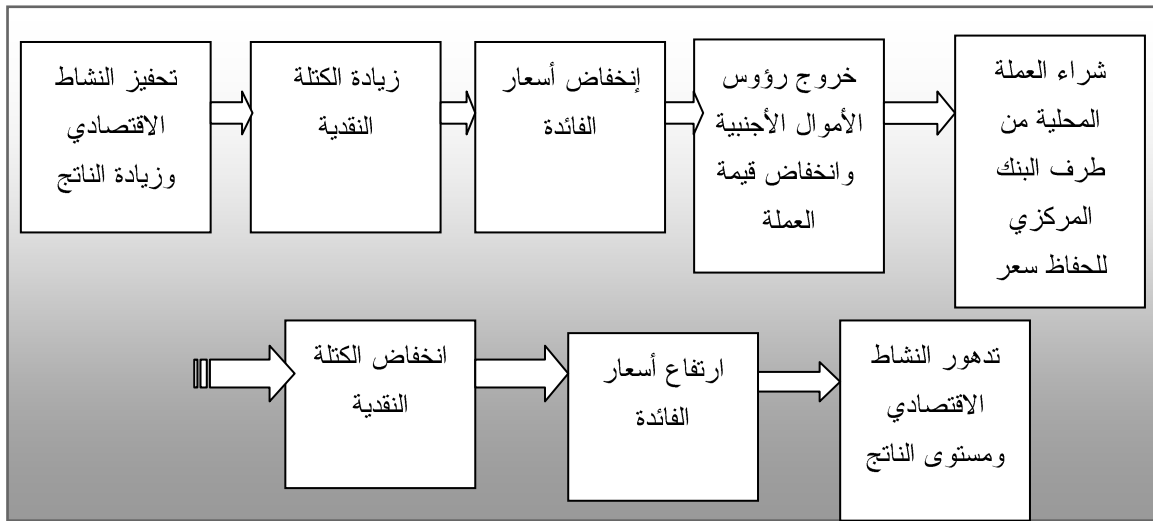 تحفيز النشاط
الاقتصادي
وزيادة الناتج
زيادة الكتلة
النقدية
إنخفاض أسعار
الفائدة
خروج رؤوس
الأموال الأجنبية
وانخفاض قيمة
العملة
شراء العملة
المحلية من
طرف البنك
المركزي
للحفاظ سعر
انخفاض الكتلة
النقدية
ارتفاع أسعار
الفائدة
تدهور النشاط
الاقتصادي
ومستوى الناتج